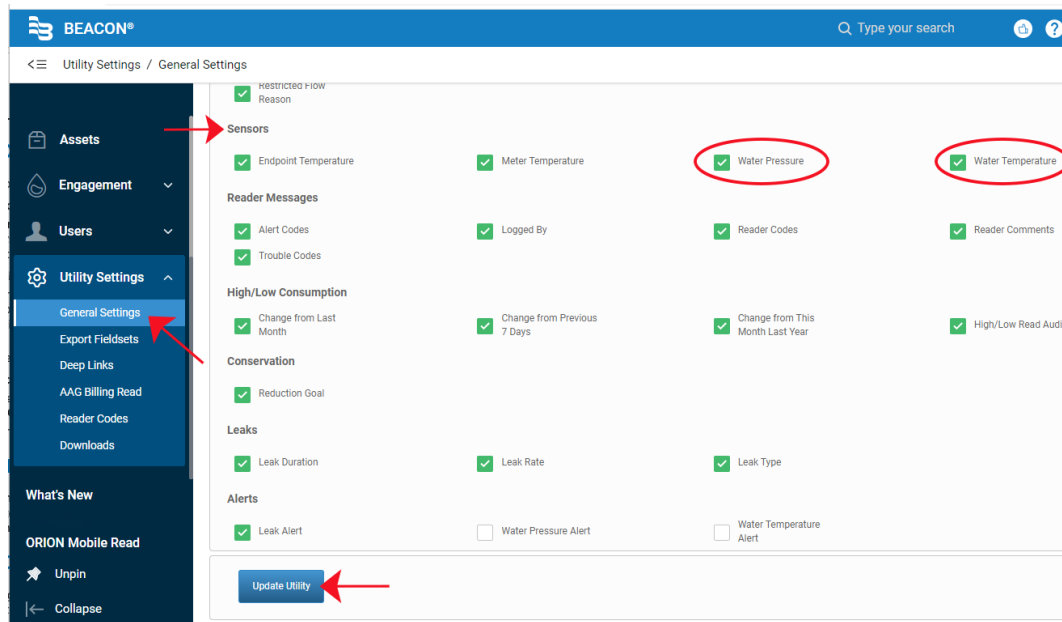 BEACON®
Type your search
Utility Settings / General Settings
Assets
Engagement
Users
Utility Settings
General Settings
Export Fieldsets
Deep Links
AAG Billing Read
Reader Codes
Downloads
What's New
ORION Mobile Read
Unpin
Collapse
Restricted Flow
Reason
Sensors
Endpoint Temperature
Meter Temperature
Water Pressure
Water Temperature
Reader Messages
Alert Codes
Logged By
Reader Codes
Reader Comments
Trouble Codes
High/Low Consumption
Change from Last
Month
Change from Previous
7 Days
Change from This
Month Last Year
High/Low Read Audi
Conservation
Reduction Goal
Leaks
Leak Duration
Leak Rate
Leak Type
Alerts
Leak Alert
Water Pressure Alert
Water Temperature
Alert
Update Utility